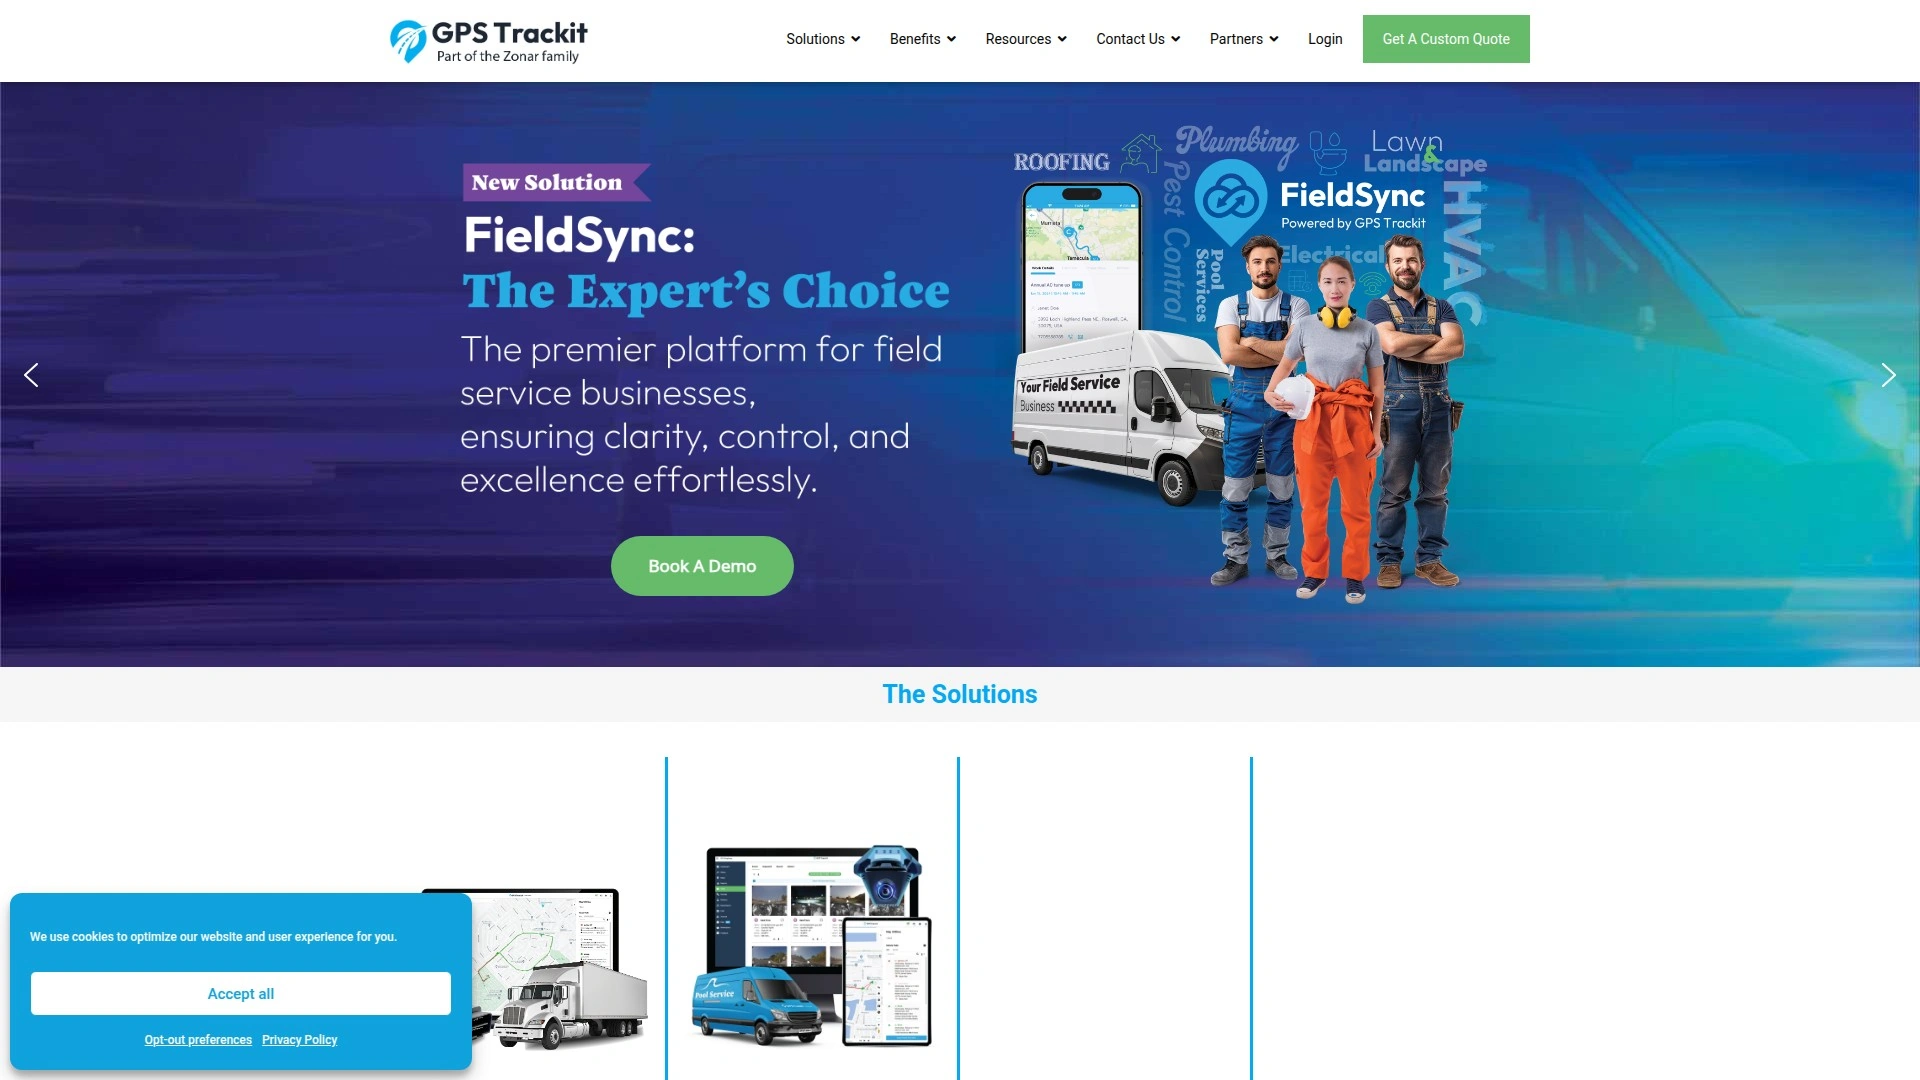 GPS Trackit
Part of the Zonar family
Solutions
Benefits
Resources
Contact Us
Partners
Login
Get A Custom Quote
New Solution
FieldSync:
The Expert's Choice
The premier platform for field
service businesses,
ensuring clarity, control, and
excellence effortlessly.
Book A Demo
ROOFING
Plumbing
Lawn
&
Landscape
Pest Control
FieldSync
Powered by GPS Trackit
HVAC
Electrical
Pool
Services
Murrieta
Temecula
Your Field Service
Business
The Solutions
Pool Service
We use cookies to optimize our website and user experience for you.
Accept all
Opt-out preferences
Privacy Policy